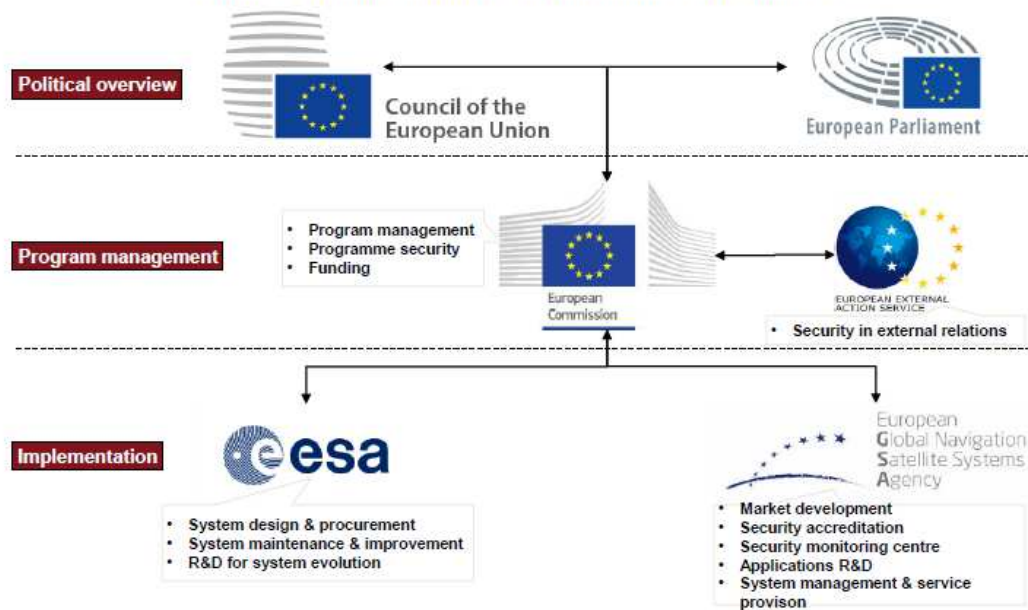 Political overview
Council of the
European Union
European Parliament
Program management
• Program management
• Programme security
• Funding
European
Commission
EUROPEAN EXTERNAL
ACTION SERVICE
• Security in external relations
Implementation
esa
European
Global Navigation
Satellite Systems
Agency
• System design & procurement
• System maintenance & improvement
• R&D for system evolution
• Market development
• Security accreditation
• Security monitoring centre
• Applications R&D
• System management & service
provison